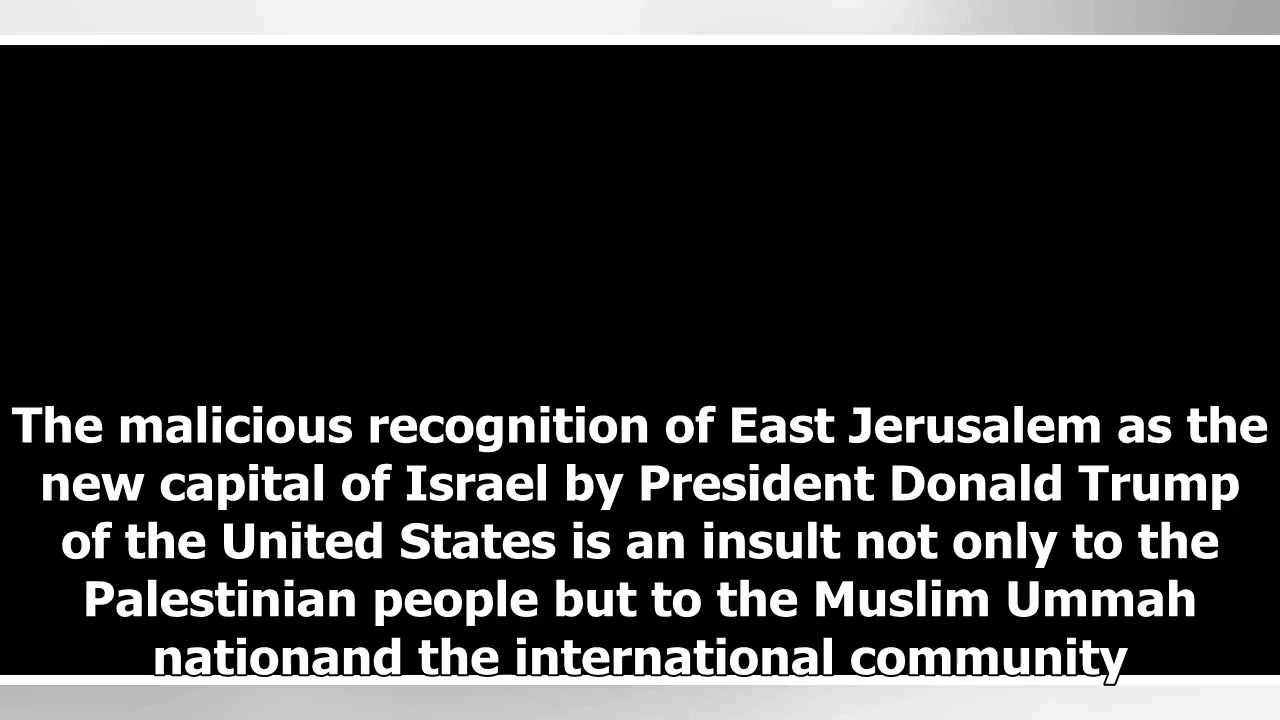 The malicious recognition of East Jerusalem as the
new capital of Israel by President Donald Trump
of the United States is an insult not only to the
Palestinian people but to the Muslim Ummah
nationand the international community